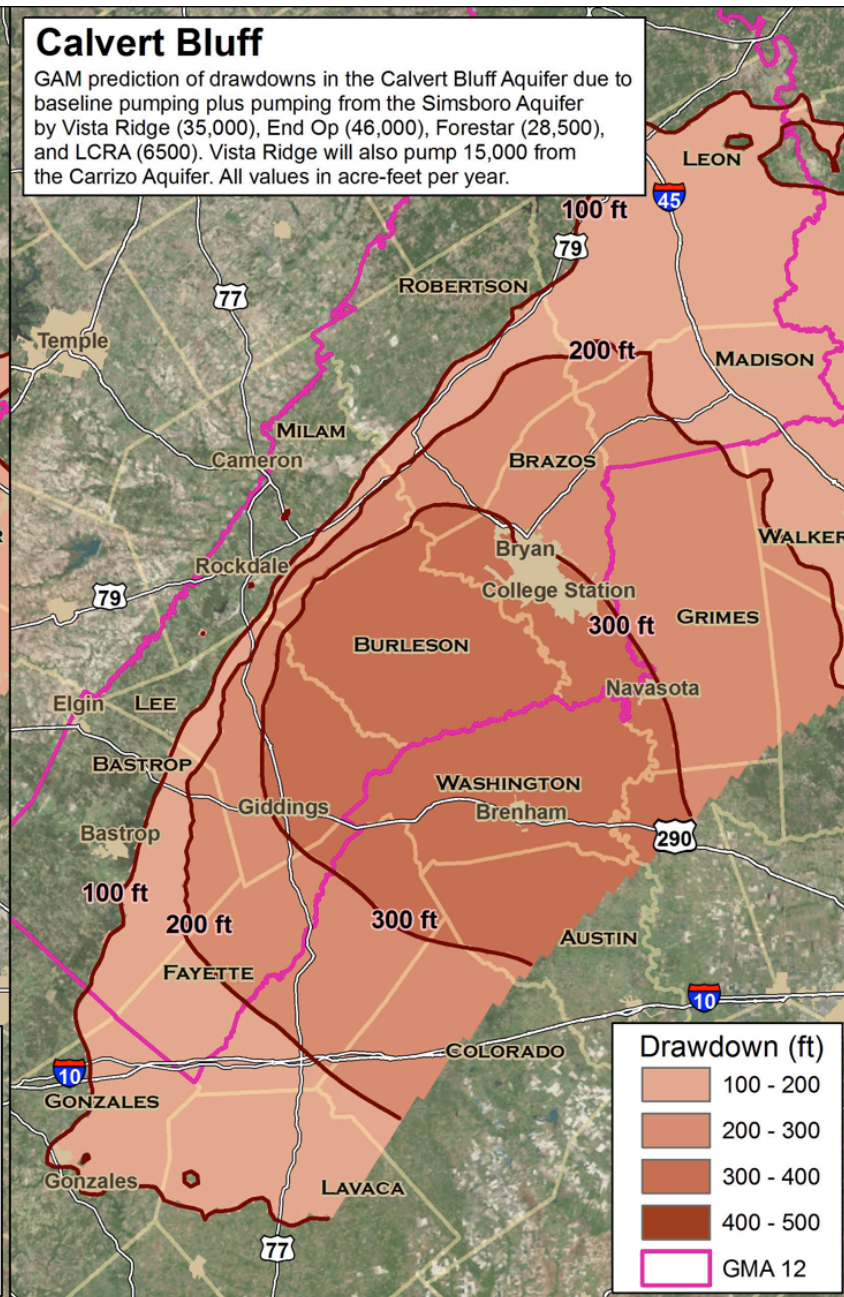 Calvert Bluff
GAM prediction of drawdowns in the Calvert Bluff Aquifer due to
baseline pumping plus pumping from the Simsboro Aquifer
by Vista Ridge (35,000), End Op (46,000), Forestar (28,500),
and LCRA (6500). Vista Ridge will also pump 15,000 from
the Carrizo Aquifer. All values in acre-feet per year.
LEON
45
100 ft
79
ROBERTSON
77
Temple
200 ft
MADISON
MILAM
Cameron
BRAZOS
R
WALKER
Bryan
Rockdale
College Station
79
300 ft
GRIMES
BURLESON
Navasota
Elgin
LEE
BASTROP
WASHINGTON
Giddings
Brenham
Bastrop
290
100 ft
200 ft
300 ft
AUSTIN
FAYETTE
10
COLORADO
10
GONZALES
Gonzales
LAVACA
77
Drawdown (ft)
100 - 200
200 - 300
300 - 400
400 - 500
GMA 12